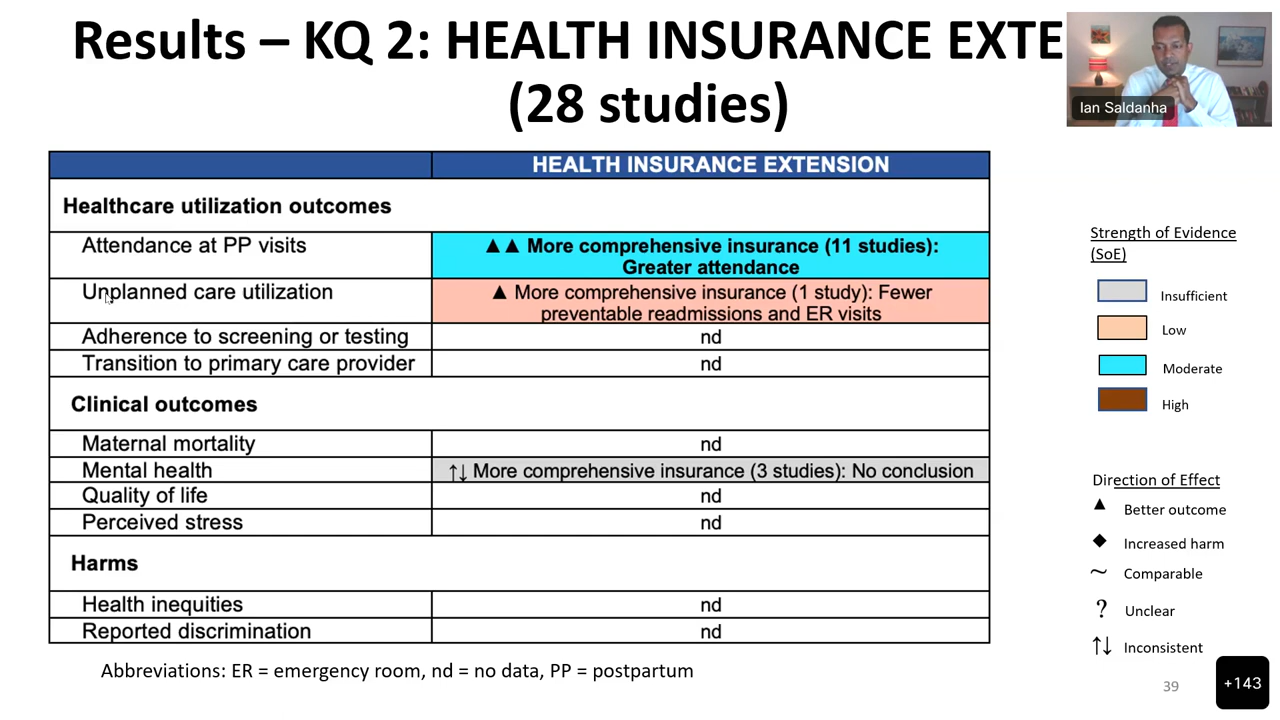 Results – KQ 2: HEALTH INSURANCE EXTE
(28 studies)
Ian Saldanha
HEALTH INSURANCE EXTENSION
Healthcare utilization outcomes
Attendance at PP visits
▲▲ More comprehensive insurance (11 studies):
Greater attendance
Unplanned care utilization
▲ More comprehensive insurance (1 study): Fewer
preventable readmissions and ER visits
Adherence to screening or testing
nd
Transition to primary care provider
nd
Clinical outcomes
Maternal mortality
nd
Mental health
↑↓ More comprehensive insurance (3 studies): No conclusion
Quality of life
nd
Perceived stress
nd
Harms
Health inequities
nd
Reported discrimination
nd
Abbreviations: ER = emergency room, nd = no data, PP = postpartum
Strength of Evidence
(SoE)
Insufficient
Low
Moderate
High
Direction of Effect
▲ Better outcome
◆ Increased harm
~ Comparable
? Unclear
↑↓ Inconsistent
39
+143